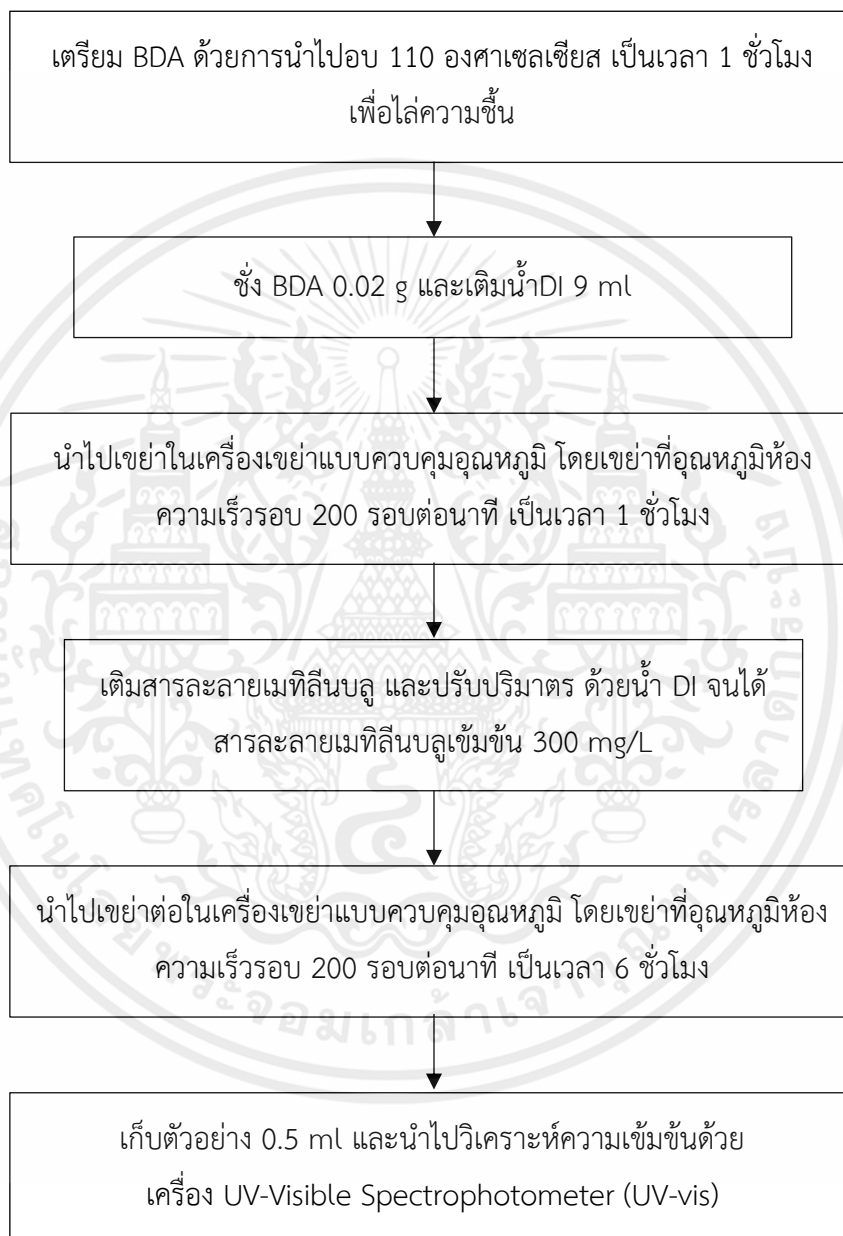 เตรียม BDA ด้วยการนำไปอบ 110 องศาเซลเซียส เป็นเวลา 1 ชั่วโมง
เพื่อไล่ความชื้น
ชั่ง BDA 0.02 g และเติมน้ำDI 9 ml
นำไปเขย่าในเครื่องเขย่าแบบควบคุมอุณหภูมิ โดยเขย่าที่อุณหภูมิห้อง
ความเร็วรอบ 200 รอบต่อนาที เป็นเวลา 1 ชั่วโมง
เติมสารละลายเมทิลีนบลู และปรับปริมาตร ด้วยน้ำ DI จนได้
สารละลายเมทิลีนบลูเข้มข้น 300 mg/L
นำไปเขย่าต่อในเครื่องเขย่าแบบควบคุมอุณหภูมิ โดยเขย่าที่อุณหภูมิห้อง
ความเร็วรอบ 200 รอบต่อนาที เป็นเวลา 6 ชั่วโมง
เก็บตัวอย่าง 0.5 ml และนำไปวิเคราะห์ความเข้มข้นด้วย
เครื่อง UV-Visible Spectrophotometer (UV-vis)